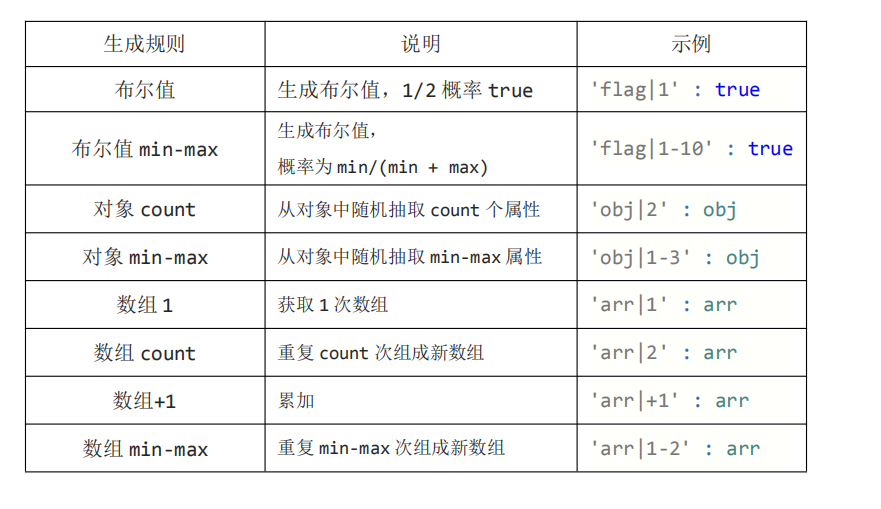 生成规则 说明 示例
布尔值 生成布尔值，1/2 概率 true 'flag|1' : true
布尔值 min-max 生成布尔值， 'flag|1-10' : true
概率为 min/(min + max)
对象 count 从对象中随机抽取 count 个属性 'obj|2' : obj
对象 min-max 从对象中随机抽取 min-max 属性 'obj|1-3' : obj
数组 1 获取 1 次数组 'arr|1' : arr
数组 count 重复 count 次组成新数组 'arr|2' : arr
数组+1 累加 'arr|+1' : arr
数组 min-max 重复 min-max 次组成新数组 'arr|1-2' : arr